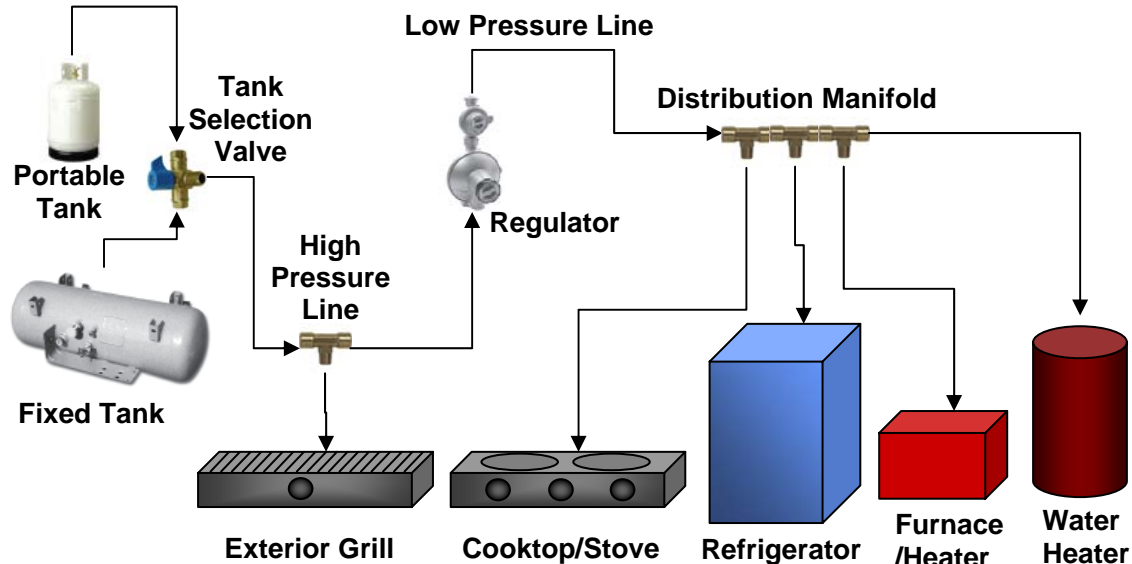 Low Pressure Line
Tank
Selection
Valve
Distribution Manifold
Portable
Tank
Regulator
High
Pressure
Line
Fixed Tank
Exterior Grill
Cooktop/Stove
Refrigerator
Furnace
/Heater
Water
Heater